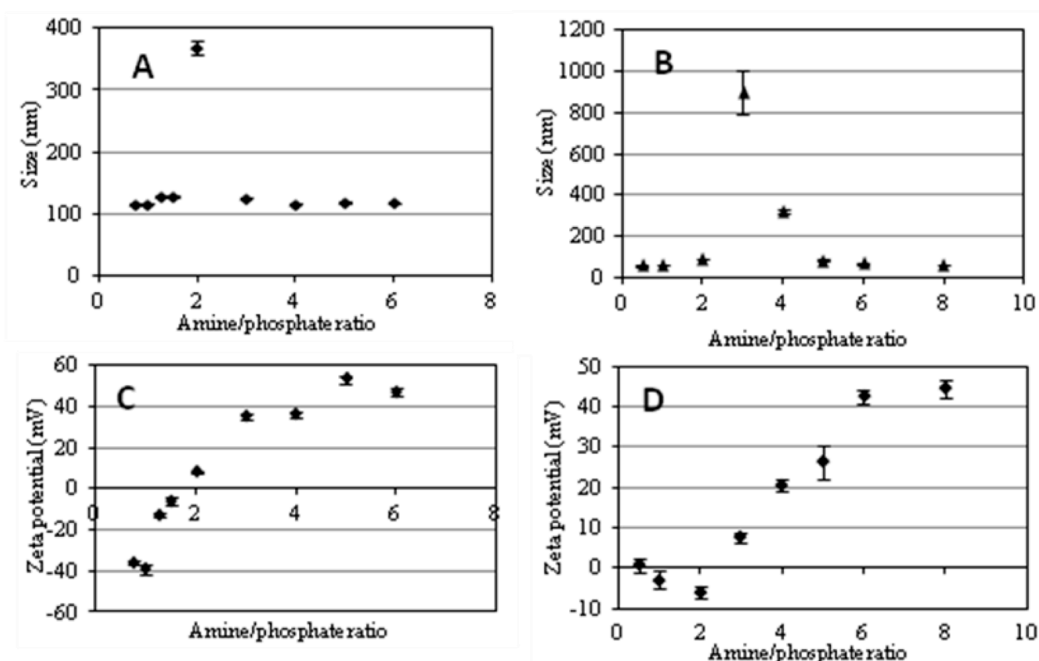 A
Size (nm)
400
300
200
100
0
0 2 4 6 8
Amine/phosphate ratio
B
Size (nm)
1200
1000
800
600
400
200
0
0 2 4 6 8 10
Amine/phosphate ratio
C
Zeta potential (mV)
60
40
20
0
-20
-40
-60
0 2 4 6 8
Amine/phosphate ratio
D
Zeta potential (mV)
50
40
30
20
10
0
-10
0 2 4 6 8 10
Amine/phosphate ratio